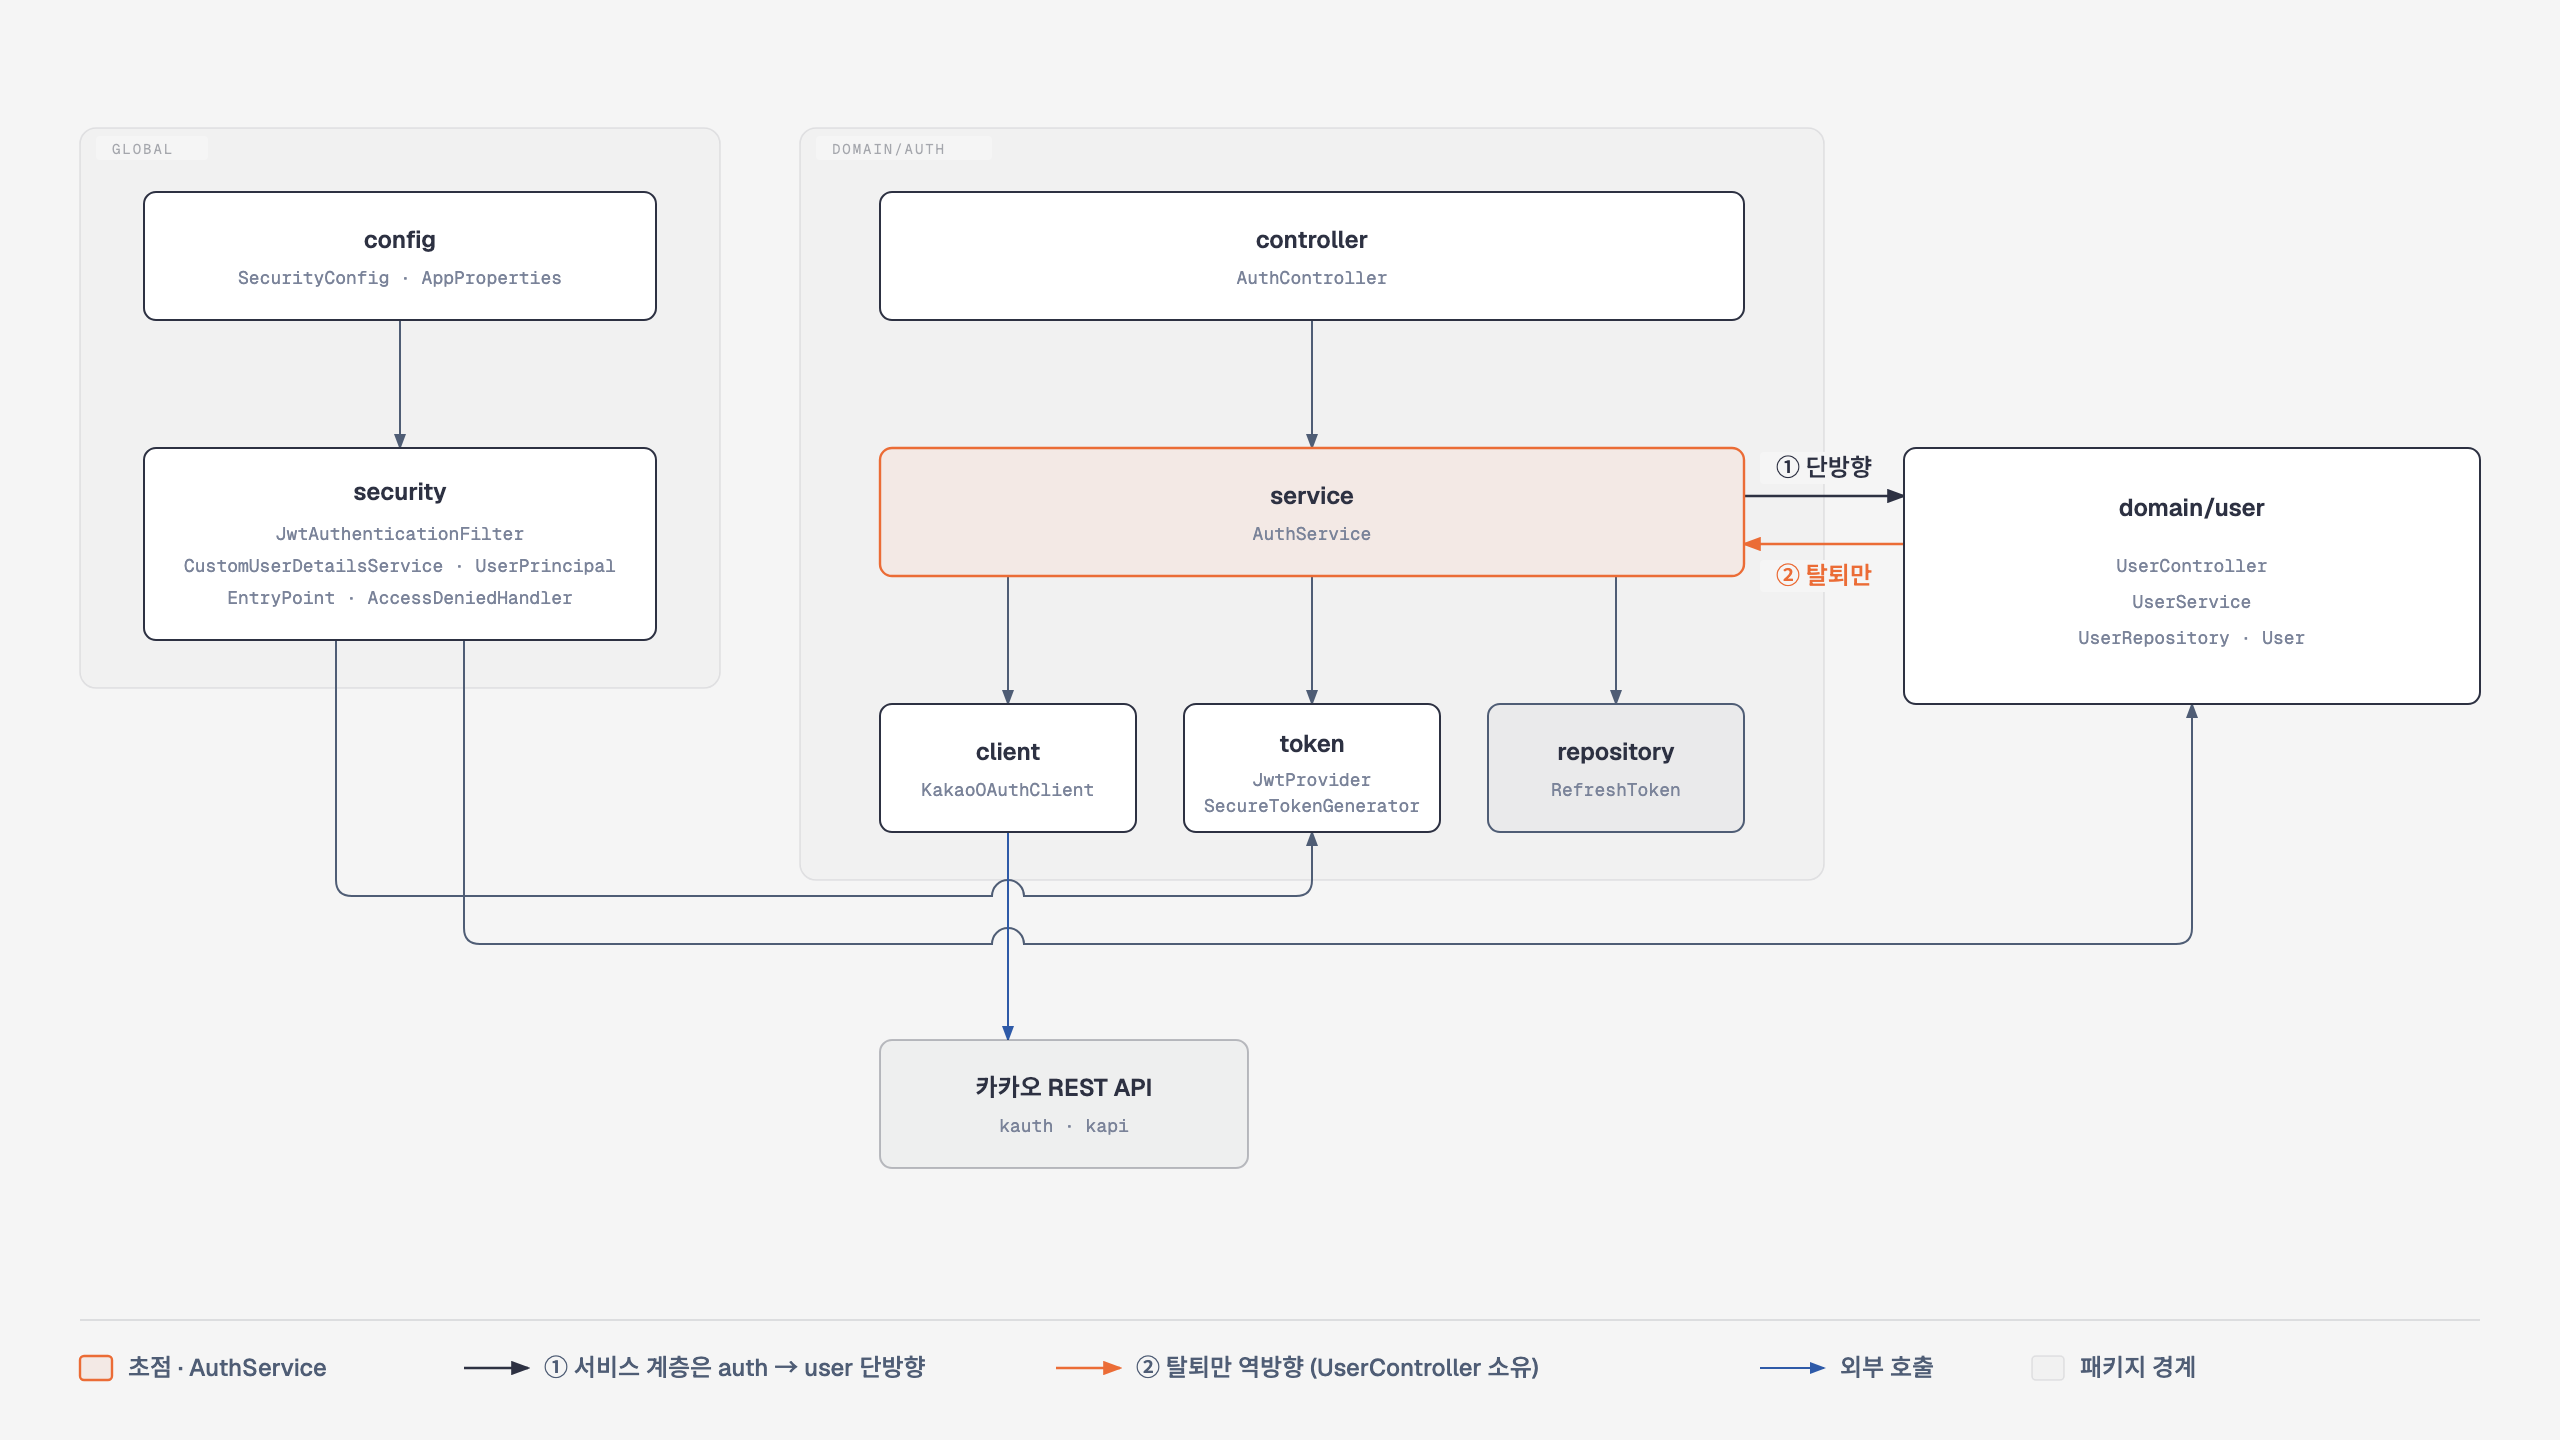 GLOBAL
config
SecurityConfig · AppProperties
security
JwtAuthenticationFilter
CustomUserDetailsService · UserPrincipal
EntryPoint · AccessDeniedHandler
DOMAIN/AUTH
controller
AuthController
service
AuthService
① 단방향
② 탈퇴만
domain/user
UserController
UserService
UserRepository · User
client
KakaoOAuthClient
token
JwtProvider
SecureTokenGenerator
repository
RefreshToken
카카오 REST API
kauth · kapi
초점 · AuthService
① 서비스 계층은 auth → user 단방향
② 탈퇴만 역방향 (UserController 소유)
외부 호출
패키지 경계